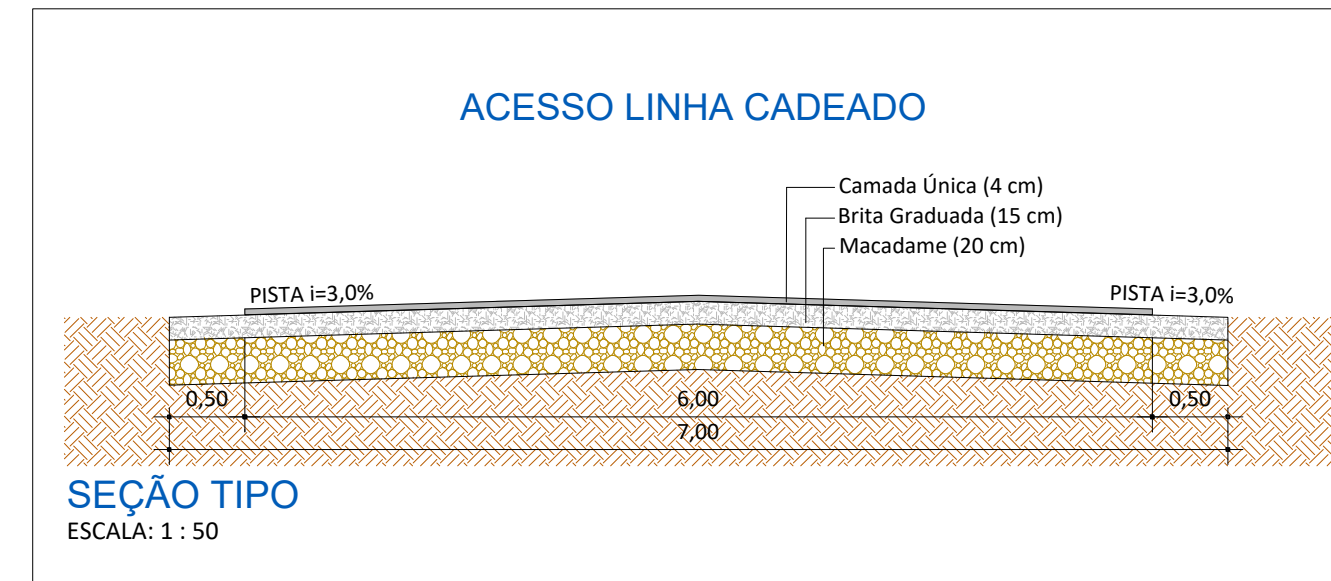 ACESSO LINHA CADEADO
Camada Única (4 cm)
Brita Graduada (15 cm)
Macadame (20 cm)
PISTA i=3,0%
PISTA i=3,0%
0,50
6,00
0,50
7,00
SEÇÃO TIPO
ESCALA: 1 : 50